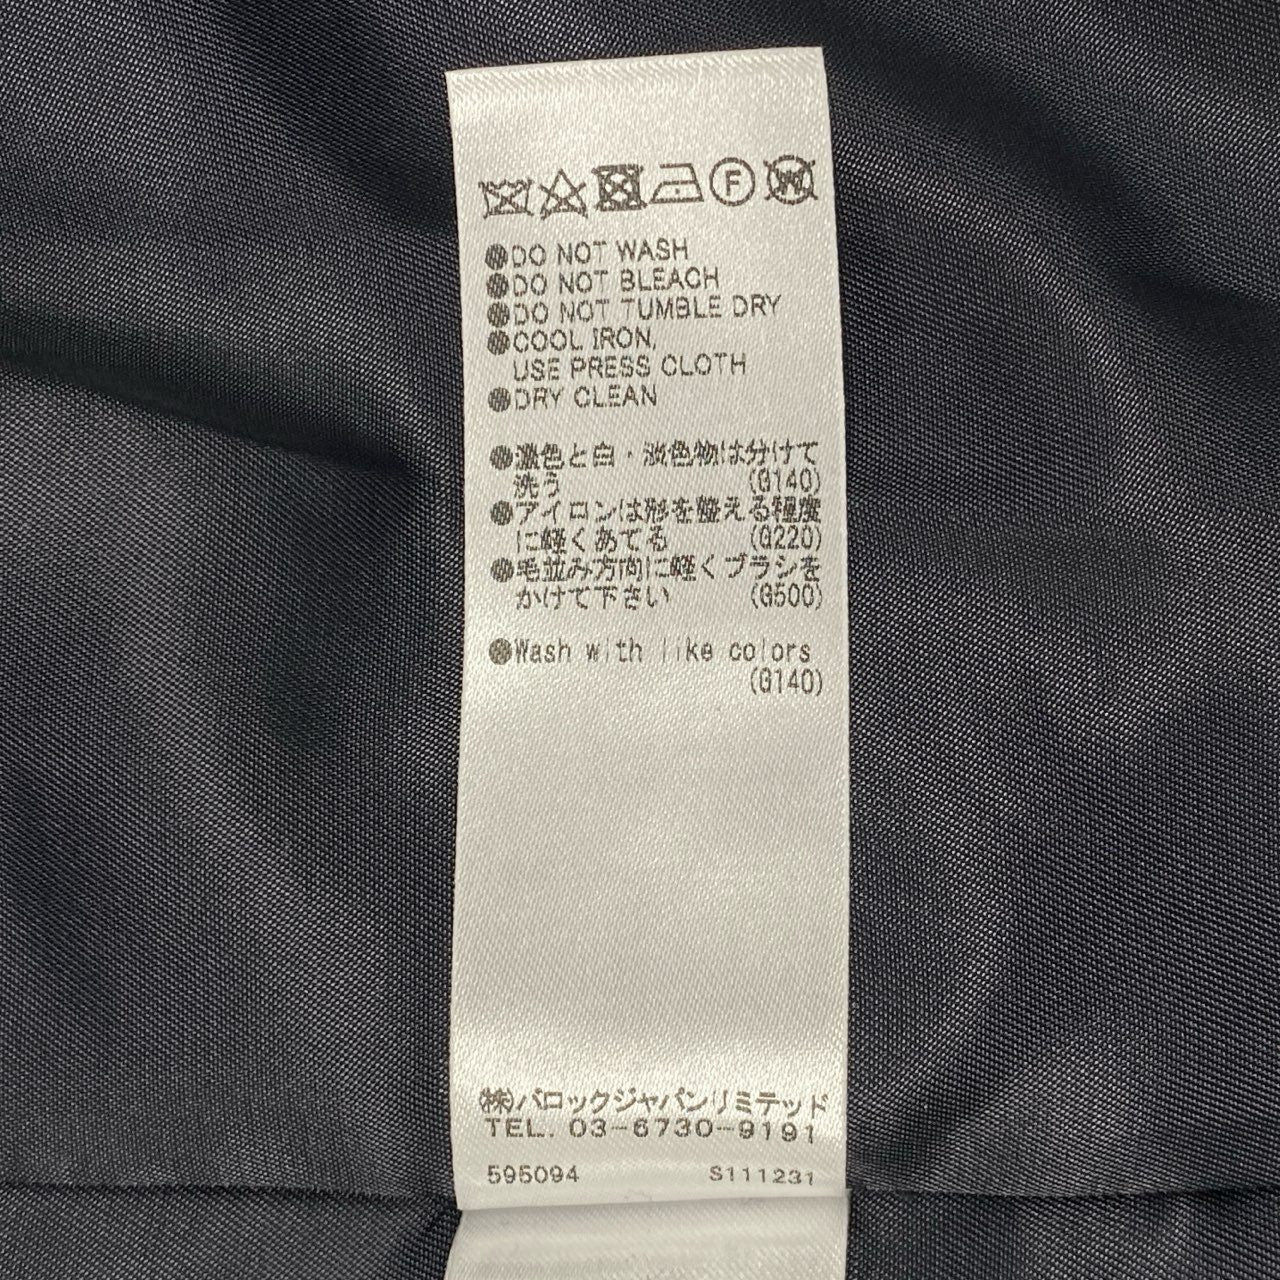 F W
●DO NOT WASH
●DO NOT BLEACH
●DO NOT TUMBLE DRY
●COOL IRON,
USE PRESS CLOTH
●DRY CLEAN
●濃色と白・淡色物は分けて
洗う (G140)
●アイロンは形を整える程度
に軽くあてる (G220)
●毛並み方向に軽くブラシを
かけて下さい (G500)
●Wash with like colors
(G140)
(株)バロックジャパンリミテッド
TEL. 03-6730-9191
595094 S111231